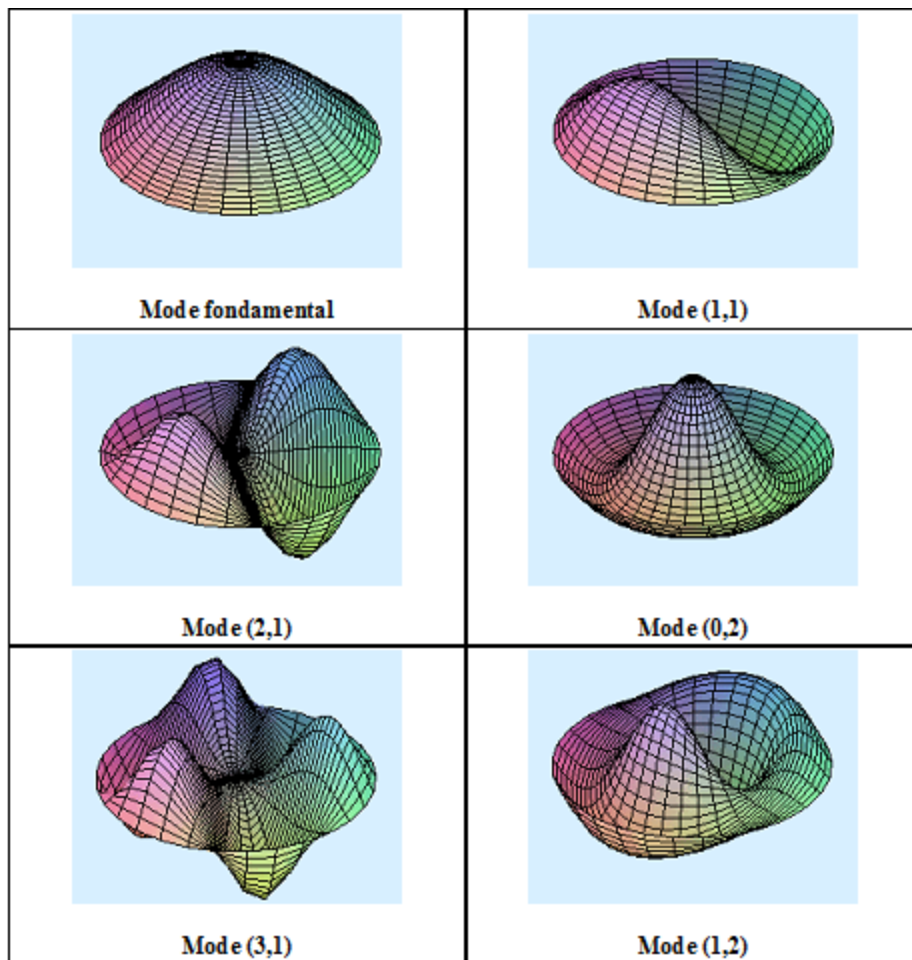 Mode fondamental
Mode (1,1)
Mode (2,1)
Mode (0,2)
Mode (3,1)
Mode (1,2)